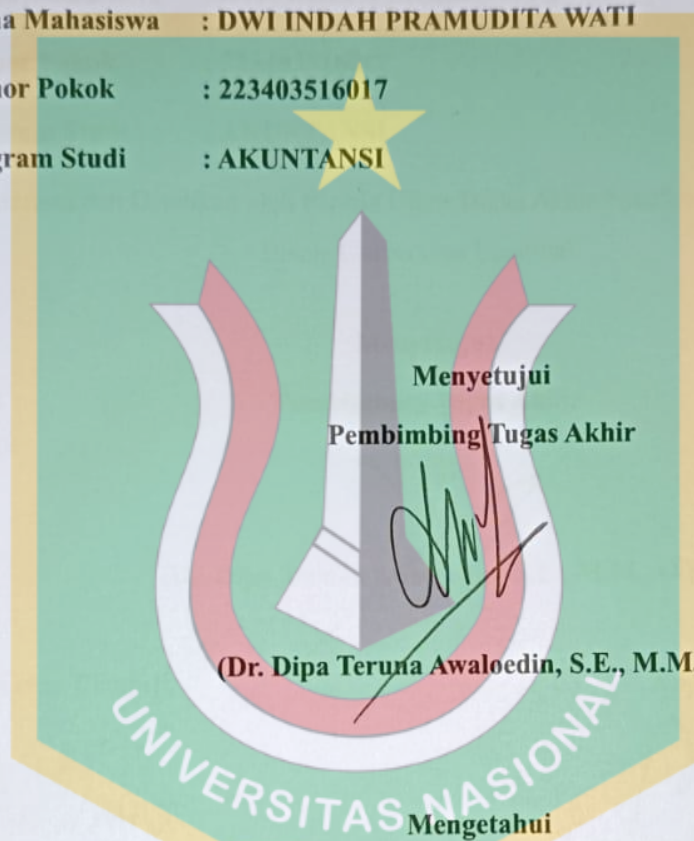 a Mahasiswa : DWI INDAH PRAMUDITA WATI
or Pokok : 223403516017
gram Studi : AKUNTANSI
Menyetujui
Pembimbing Tugas Akhir
(Dr. Dipa Teruna Awaloedin, S.E., M.M.
UNIVERSITAS NASIONAL
Mengetahui